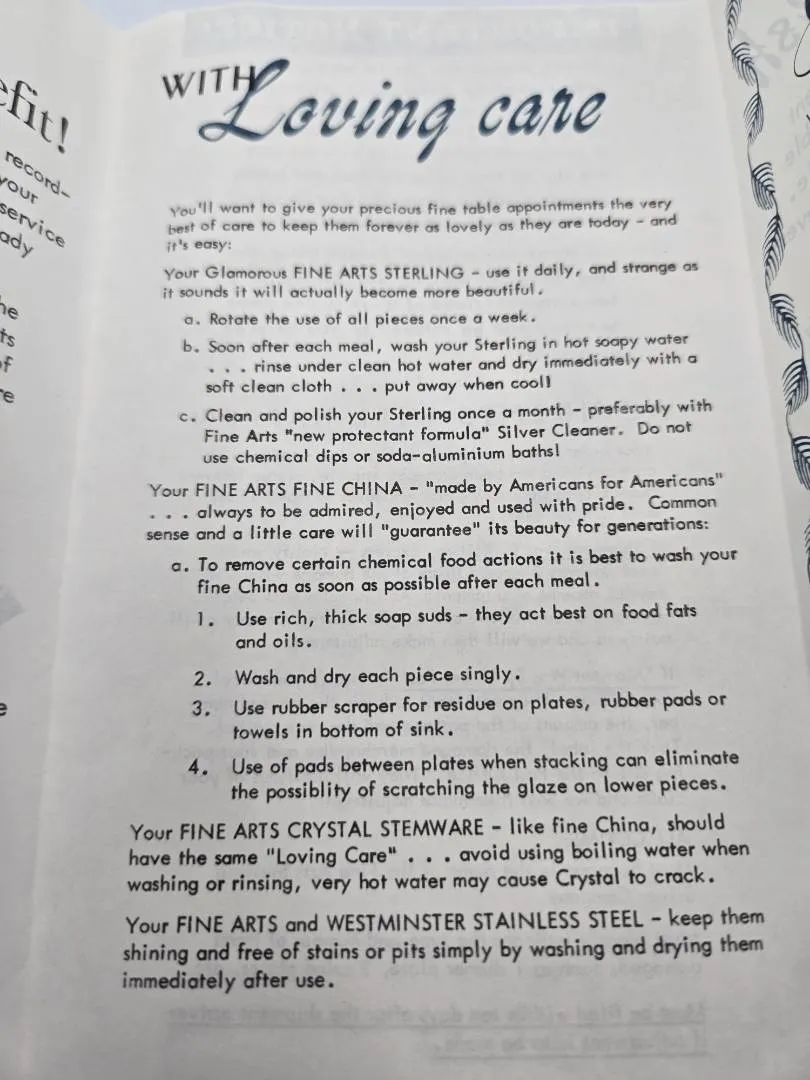 efit!
record-
your
service
ady
WITH Loving care
You'll want to give your precious fine table appointments the very
best of care to keep them forever as lovely as they are today - and
it's easy:
Your Glamorous FINE ARTS STERLING - use it daily, and strange as
it sounds it will actually become more beautiful.
a. Rotate the use of all pieces once a week.
b. Soon after each meal, wash your Sterling in hot soapy water
. . . rinse under clean hot water and dry immediately with a
soft clean cloth . . . put away when cool!
c. Clean and polish your Sterling once a month - preferably with
Fine Arts "new protectant formula" Silver Cleaner. Do not
use chemical dips or soda-aluminium baths!
Your FINE ARTS FINE CHINA - "made by Americans for Americans"
. . . always to be admired, enjoyed and used with pride. Common
sense and a little care will "guarantee" its beauty for generations:
a. To remove certain chemical food actions it is best to wash your
fine China as soon as possible after each meal.
1. Use rich, thick soap suds - they act best on food fats
and oils.
2. Wash and dry each piece singly.
3. Use rubber scraper for residue on plates, rubber pads or
towels in bottom of sink.
4. Use of pads between plates when stacking can eliminate
the possiblity of scratching the glaze on lower pieces.
Your FINE ARTS CRYSTAL STEMWARE - like fine China, should
have the same "Loving Care" . . . avoid using boiling water when
washing or rinsing, very hot water may cause Crystal to crack.
Your FINE ARTS and WESTMINSTER STAINLESS STEEL - keep them
shining and free of stains or pits simply by washing and drying them
immediately after use.